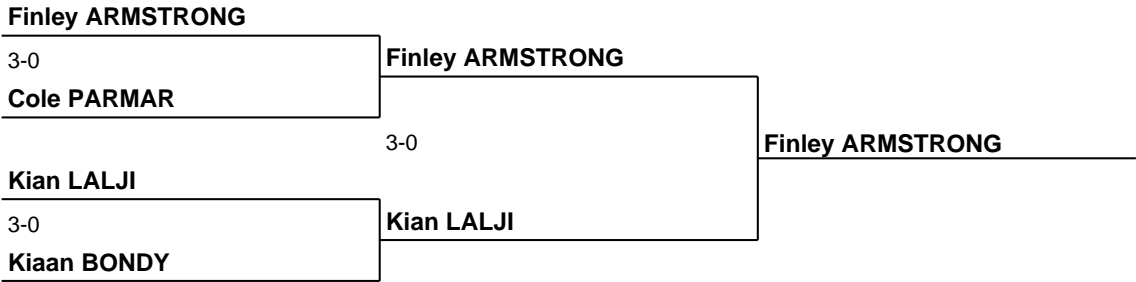 Finley ARMSTRONG
3-0
Finley ARMSTRONG
Cole PARMAR
3-0
Finley ARMSTRONG
Kian LALJI
3-0
Kian LALJI
Kiaan BONDY